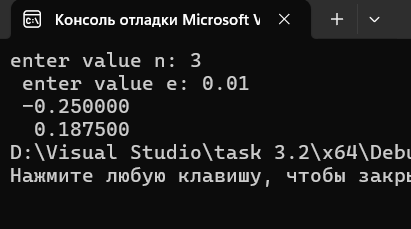 Консоль отладки Microsoft V
enter value n: 3
enter value e: 0.01
-0.250000
0.187500
D:\Visual Studio\task 3.2\x64\Debu
Нажмите любую клавишу, чтобы закры